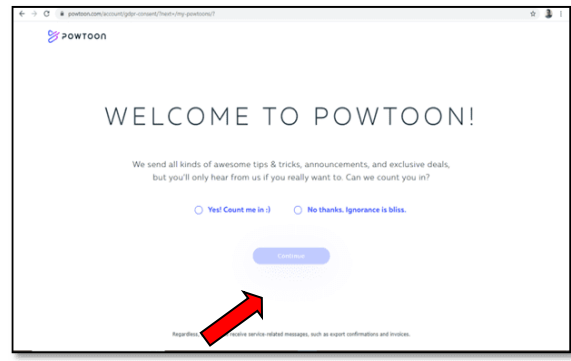 powtoon.com/account/gdpr-consent/?next=/my-powtoons/?
POWTOON
WELCOME TO POWTOON!
We send all kinds of awesome tips & tricks, announcements, and exclusive deals,
but you'll only hear from us if you really want to. Can we count you in?
Yes! Count me in :) No thanks. Ignorance is bliss.
Continue
Regardless, receive service-related messages, such as export confirmations and invoices.